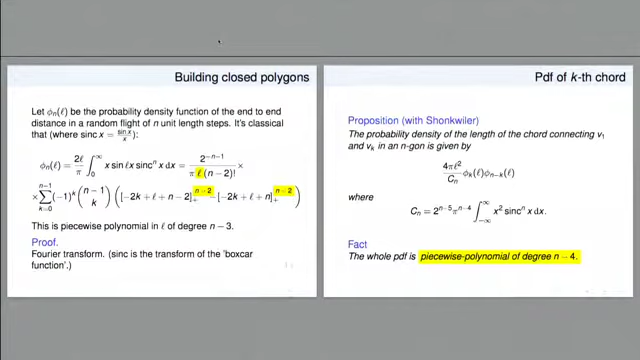 Building closed polygons
Let ϕₙ(ℓ) be the probability density function of the end to end
distance in a random flight of n unit length steps. It's classical
that (where sinc x = sin x / x):
ϕₙ(ℓ) = 2ℓ/π ∫₀^∞ x sin ℓx sincⁿ x dx = 2^(−n−1) / (π ℓ(n − 2)!) ×
× ∑_{k=0}^{n−1} (−1)^k (n − 1 choose k) ([−2k + ℓ + n − 2]₊^{n−2} − [−2k + ℓ + n]₊^{n−2})
This is piecewise polynomial in ℓ of degree n − 3.
Proof.
Fourier transform. (sinc is the transform of the 'boxcar
function'.)
Pdf of k-th chord
Proposition (with Shonkwiler)
The probability density of the length of the chord connecting v₁
and vₖ in an n-gon is given by
4πℓ²/Cₙ ϕₖ(ℓ)ϕₙ₋ₖ(ℓ)
where
Cₙ = 2^{n−5}π^{n−4} ∫_{−∞}^{∞} x² sincⁿ x dx.
Fact
The whole pdf is piecewise-polynomial of degree n − 4.